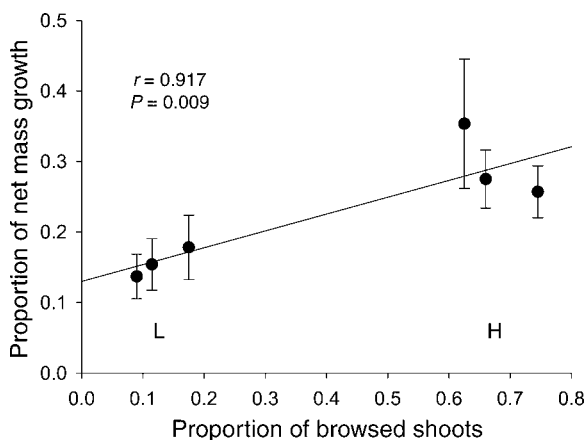 0.5
0.4
0.3
0.2
0.1
0.0
Proportion of net mass growth
r = 0.917
P = 0.009
L
H
0.0 0.1 0.2 0.3 0.4 0.5 0.6 0.7 0.8
Proportion of browsed shoots